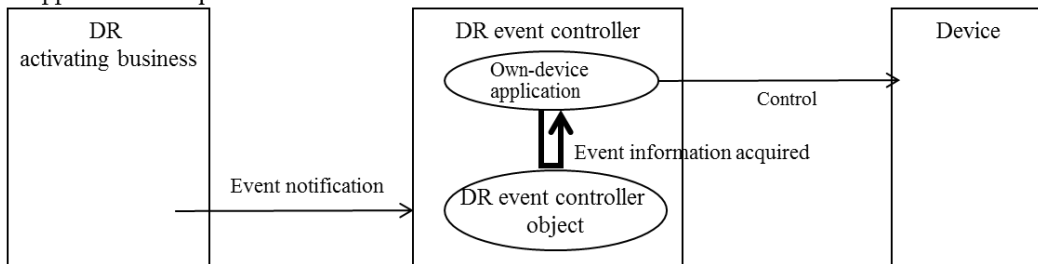 DR
activating business
DR event controller
Device
Own-device
application
Control
Event information acquired
Event notification
DR event controller
object